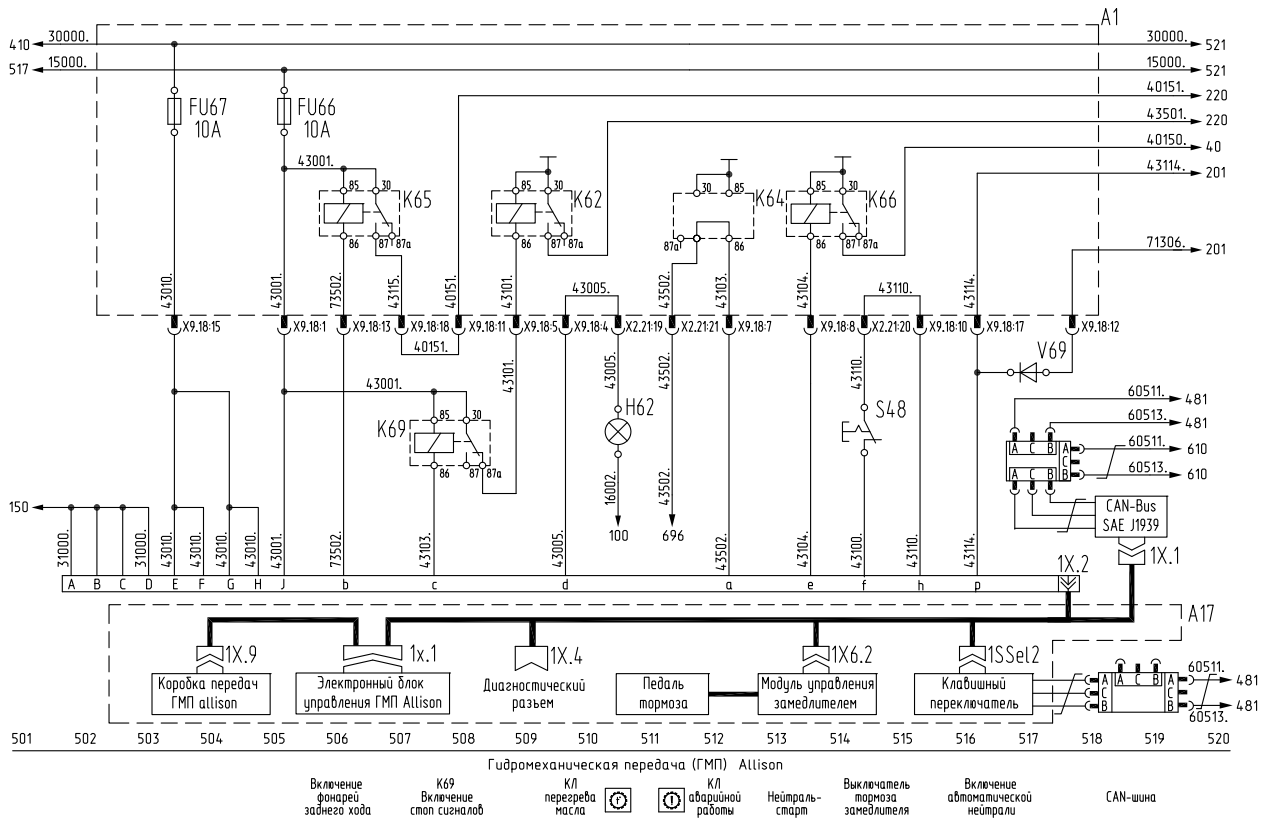 A1
410 30000. 30000. 521
517 15000. 15000. 521
40151. 220
FU67 10A
FU66 10A
43501. 220
40150. 40
43001.
43114. 201
85 30 K65 86 87 87a
85 30 K62 86 87 87a
30 85 K64 87a 86
85 30 K66 86 87 87a
71306. 201
43010. 43001. 73502. 43115. 40151. 43101. 43005. 43502. 43103. 43104. 43110. 43114.
X9.18:15 X9.18:1 X9.18:13 X9.18:18 X9.18:11 X9.18:5 X9.18:4 X2.21:19 X2.21:21 X9.18:7 X9.18:8 X2.21:20 X9.18:10 X9.18:17 X9.18:12
40151.
V69
43101. 43005. 43502. 43110.
43001.
85 30 K69 86 87 87a
H62
S48
60511. 481
60513. 481
60511. 610
60513. 610
A C B A C B
A C B
CAN-Bus
SAE J1939
1X.1
150
16002. 100
43502. 696
31000. 31000. 43010. 43010. 43010. 43010. 43001. 73502. 43103. 43005. 43502. 43104. 43100. 43110. 43114.
1X.2
A B C D E F G H J b c d a e f h p
A17
1X.9 1x.1 1X.4 1X6.2 1SSel2
Коробка передач
ГМП allison
Электронный блок
управления ГМП Allison
Диагностический
разъем
Педаль
тормоза
Модуль управления
замедлителем
Клавишный
переключатель
A C B
A C B
A C B
60511. 481
60513. 481
501 502 503 504 505 506 507 508 509 510 511 512 513 514 515 516 517 518 519 520
Гидромеханическая передача (ГМП) Allison
Включение
фонарей
заднего хода
K69
Включение
стоп сигналов
КЛ
перегрева
масла
КЛ
аварийной
работы
Нейтраль-
старт
Выключатель
тормоза
замедлителя
Включение
автоматической
нейтрали
CAN-шина